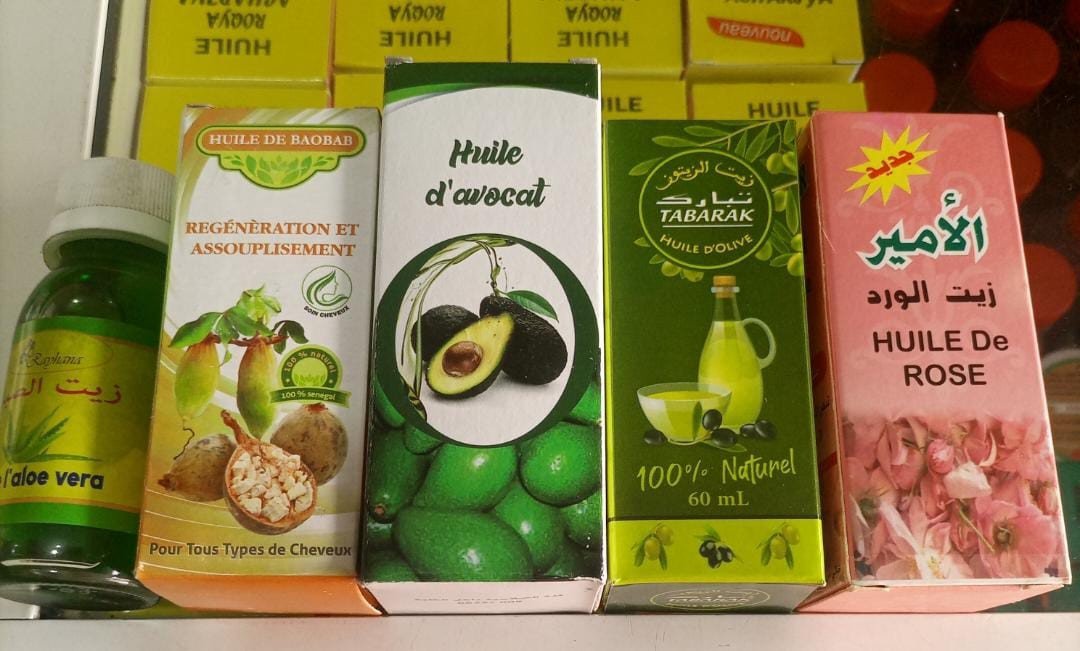 ROQYA
HUILE
ROQYA
HUILE
ROQYA
HUILE
nouveau
HUILE
HUILE
Rayhana
زيت
l'aloe vera
HUILE DE BAOBAB
REGÉNÈRATION ET
ASSOUPLISEMENT
SOIN CHEVEUX
100 % naturel
100 % senegal
Pour Tous Types de Cheveux
Huile
d'avocat
زيت الزيتون
تبارك
TABARAK
HUILE D'OLIVE
100% Naturel
60 mL
TABARAK
جديد
الأمير
زيت الورد
HUILE De
ROSE